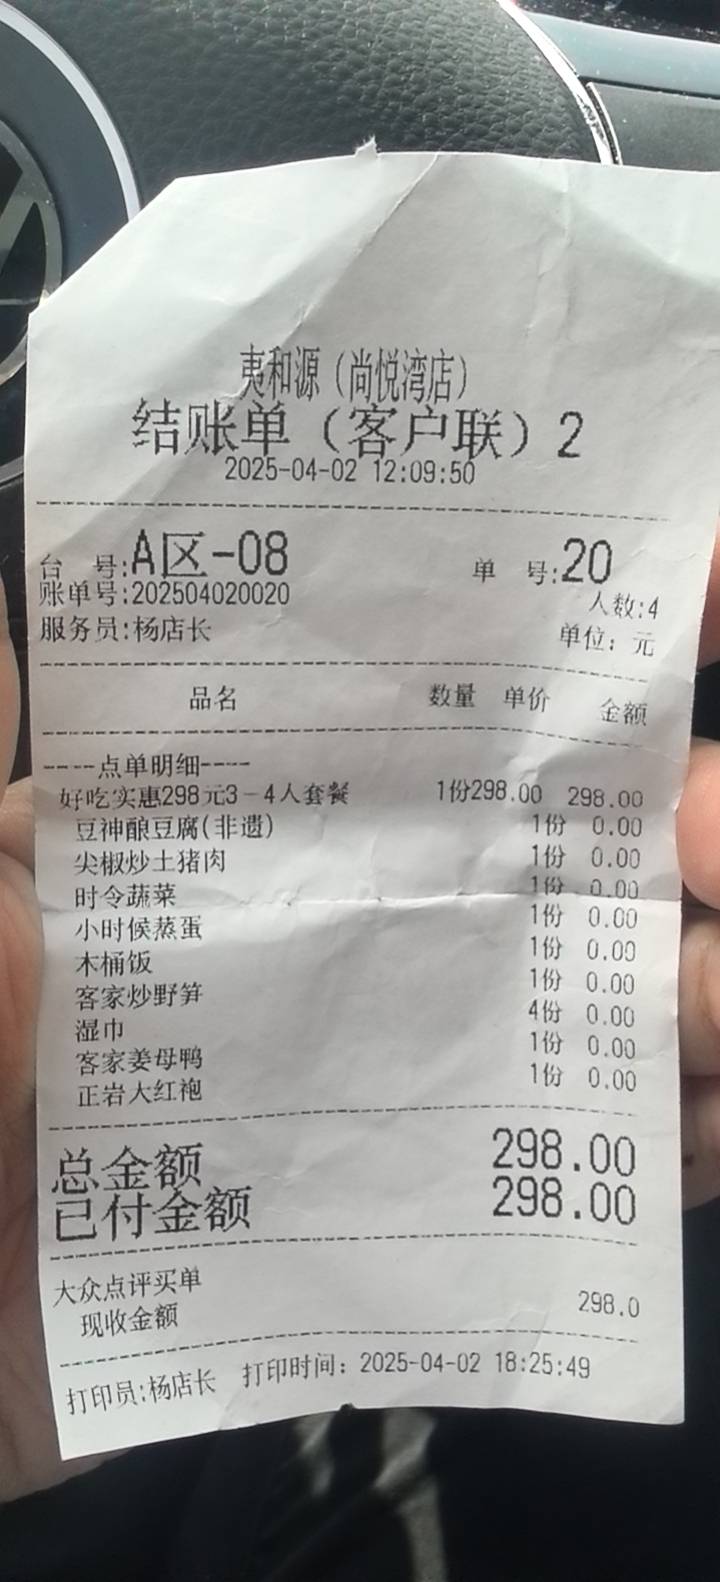 夷和源（尚悦湾店）
结账单（客户联）2
2025-04-02 12:09:50
台 号:A区-08 单 号:20
账单号:202504020020 人数:4
服务员:杨店长 单位：元
品名 数量 单价 金额
----点单明细----
好吃实惠298元3-4人套餐 1份298.00 298.00
豆神酿豆腐(非遗) 1份 0.00
尖椒炒土猪肉 1份 0.00
时令蔬菜 1份 0.00
小时候蒸蛋 1份 0.00
木桶饭 1份 0.00
客家炒野笋 1份 0.00
湿巾 4份 0.00
客家姜母鸭 1份 0.00
正岩大红袍 1份 0.00
总金额 298.00
已付金额 298.00
大众点评买单
现收金额 298.0
打印员:杨店长 打印时间：2025-04-02 18:25:49